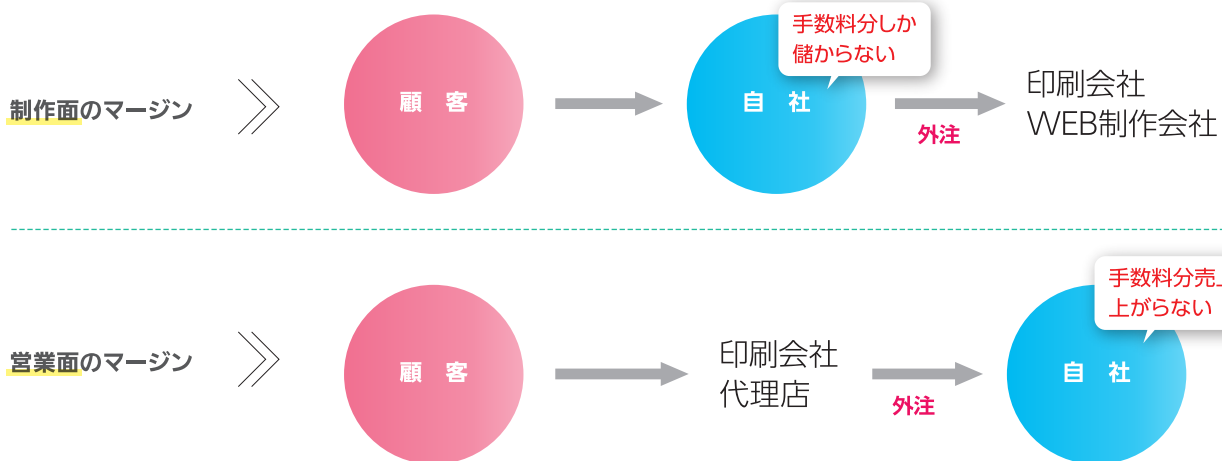 手数料分しか
儲からない
制作面のマージン
顧 客
自 社
外注
印刷会社
WEB制作会社
手数料分売上
上がらない
営業面のマージン
顧 客
印刷会社
代理店
外注
自 社